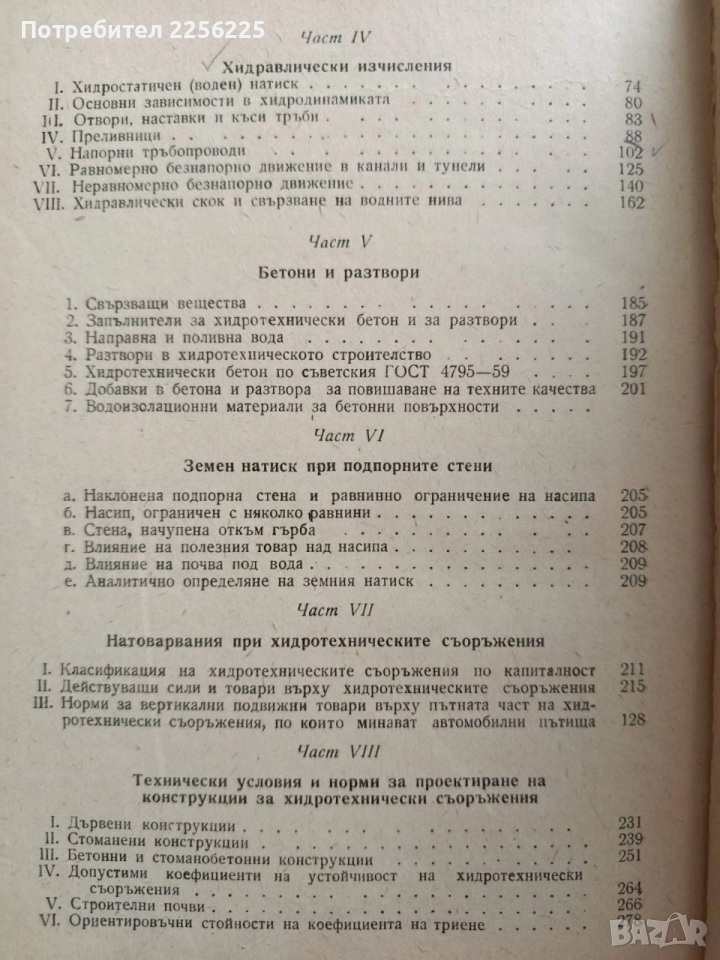 Потребител 2256225
Част IV
Хидравлически изчисления
I. Хидростатичен (воден) натиск . . . . . . . . . . 74
II. Основни зависимости в хидродинамиката . . . . . . . . 80
III. Отвори, наставки и къси тръби . . . . . . . . . . 83
IV. Преливници . . . . . . . . . . . . . . 88
V. Напорни тръбопроводи . . . . . . . . . . . . 102
VI. Равномерно безнапорно движение в канали и тунели . . . . . 125
VII. Неравномерно безнапорно движение . . . . . . . . . 140
VIII. Хидравлически скок и свързване на водните нива . . . . . . 162
Част V
Бетони и разтвори
1. Свързващи вещества . . . . . . . . . . . . 185
2. Запълнители за хидротехнически бетон и за разтвори . . . . 187
3. Направна и поливна вода . . . . . . . . . . . 191
4. Разтвори в хидротехническото строителство . . . . . . 192
5. Хидротехнически бетон по съветския ГОСТ 4795—59 . . . . 197
6. Добавки в бетона и разтвора за повишаване на техните качества 201
7. Водоизолационни материали за бетонни повърхности . . . .
Част VI
Земен натиск при подпорните стени
а. Наклонена подпорна стена и равнинно ограничение на насипа 205
б. Насип, ограничен с няколко равнини . . . . . . . . 205
в. Стена, начупена откъм гърба . . . . . . . . . . 207
г. Влияние на полезния товар над насипа . . . . . . . . 208
д. Влияние на почва под вода . . . . . . . . . . 209
е. Аналитично определяне на земния натиск . . . . . . . 209
Част VII
Натоварвания при хидротехническите съоръжения
I. Класификация на хидротехническите съоръжения по капиталност 211
II. Действуващи сили и товари върху хидротехническите съоръжения 215
III. Норми за вертикални подвижни товари върху пътната част на хид-
ротехнически съоръжения, по които минават автомобилни пътища 128
Част VIII
Технически условия и норми за проектиране на
конструкции за хидротехнически съоръжения
I. Дървени конструкции . . . . . . . . . . . . 231
II. Стоманени конструкции . . . . . . . . . . . 239
III. Бетонни и стоманобетонни конструкции . . . . . . . 251
IV. Допустими коефициенти на устойчивост на хидротехнически
съоръжения . . . . . . . . . . . . . . 264
V. Строителни почви . . . . . . . . . . . . . 266
VI. Ориентировъчни стойности на коефициента на триене . . . . 278
BAZAR